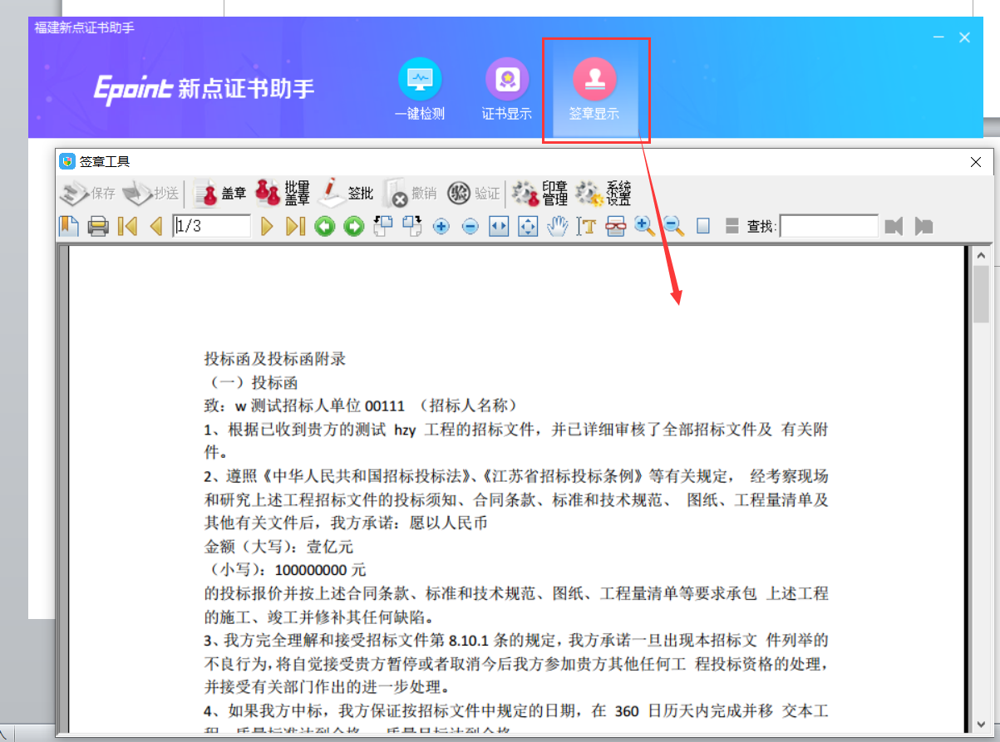 福建新点证书助手
Epoint 新点证书助手
一键检测
证书显示
签章显示
签章工具
保存 抄送 盖章 批量盖章 签批 撤销 验证 印章管理 系统设置
1/3 查找:
投标函及投标函附录
（一）投标函
致：w 测试招标人单位 00111 （招标人名称）
1、根据已收到贵方的测试 hzy 工程的招标文件，并已详细审核了全部招标文件及 有关附
件。
2、遵照《中华人民共和国招标投标法》、《江苏省招标投标条例》等有关规定， 经考察现场
和研究上述工程招标文件的投标须知、合同条款、标准和技术规范、 图纸、工程量清单及
其他有关文件后，我方承诺：愿以人民币
金额（大写）：壹亿元
（小写）：100000000 元
的投标报价并按上述合同条款、标准和技术规范、图纸、工程量清单等要求承包 上述工程
的施工、竣工并修补其任何缺陷。
3、我方完全理解和接受招标文件第 8.10.1 条的规定，我方承诺一旦出现本招标文 件列举的
不良行为，将自觉接受贵方暂停或者取消今后我方参加贵方其他任何工 程投标资格的处理，
并接受有关部门作出的进一步处理。
4、如果我方中标，我方保证按招标文件中规定的日期，在 360 日历天内完成并移 交本工
程，质量标准达到合格 ，质量目标达到合格